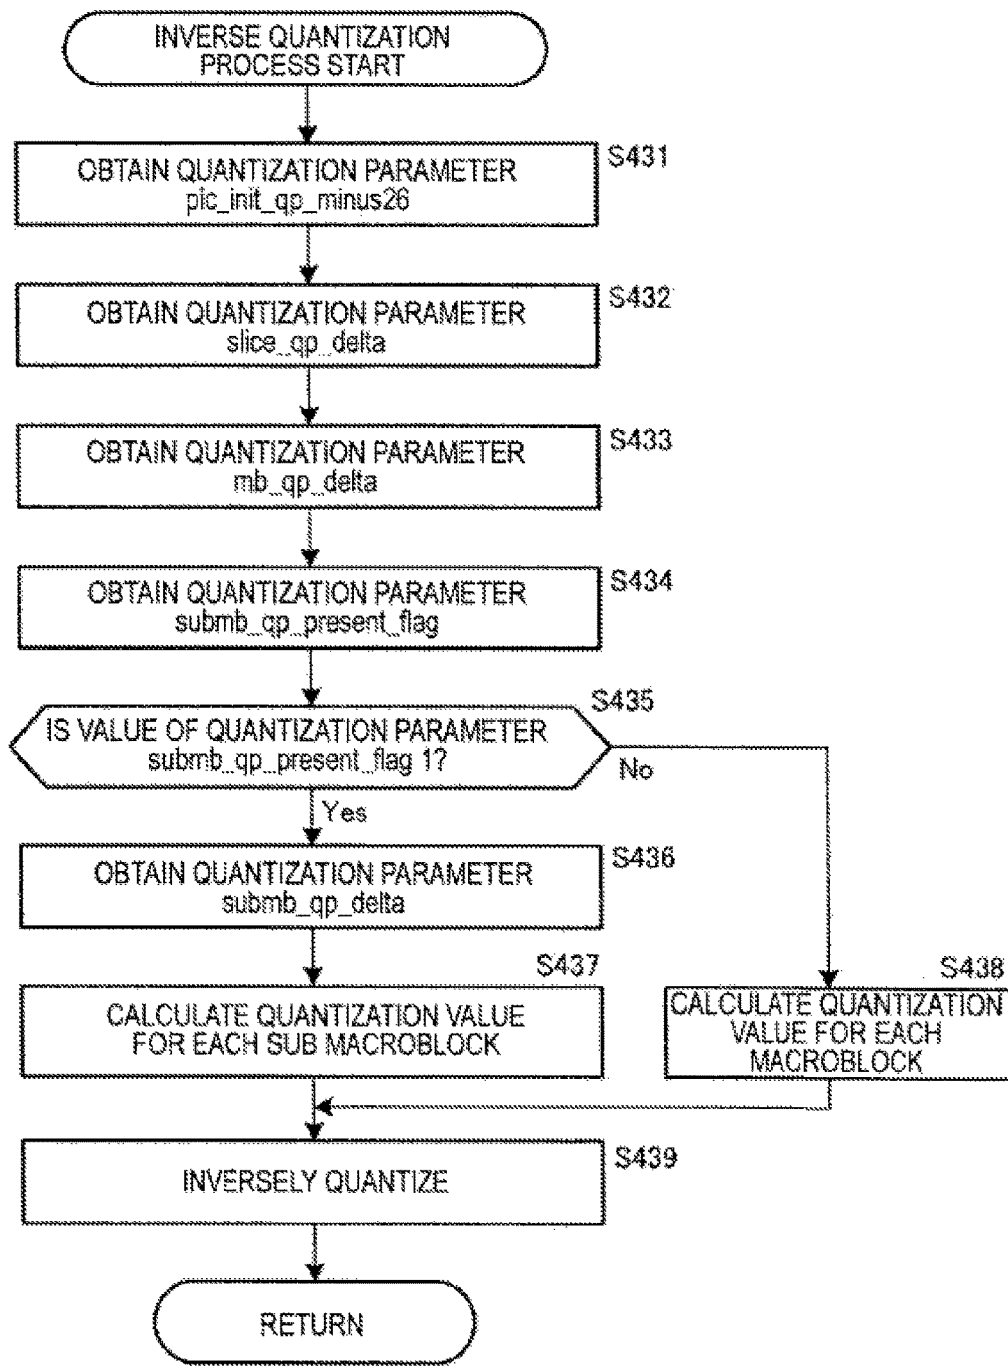 INVERSE QUANTIZATION
PROCESS START
S431
OBTAIN QUANTIZATION PARAMETER
pic_init_qp_minus26
S432
OBTAIN QUANTIZATION PARAMETER
slice_qp_delta
S433
OBTAIN QUANTIZATION PARAMETER
mb_qp_delta
S434
OBTAIN QUANTIZATION PARAMETER
submb_qp_present_flag
S435
IS VALUE OF QUANTIZATION PARAMETER
submb_qp_present_flag 1?
No
Yes
S436
OBTAIN QUANTIZATION PARAMETER
submb_qp_delta
S437
CALCULATE QUANTIZATION VALUE
FOR EACH SUB MACROBLOCK
S438
CALCULATE QUANTIZATION
VALUE FOR EACH
MACROBLOCK
S439
INVERSELY QUANTIZE
RETURN